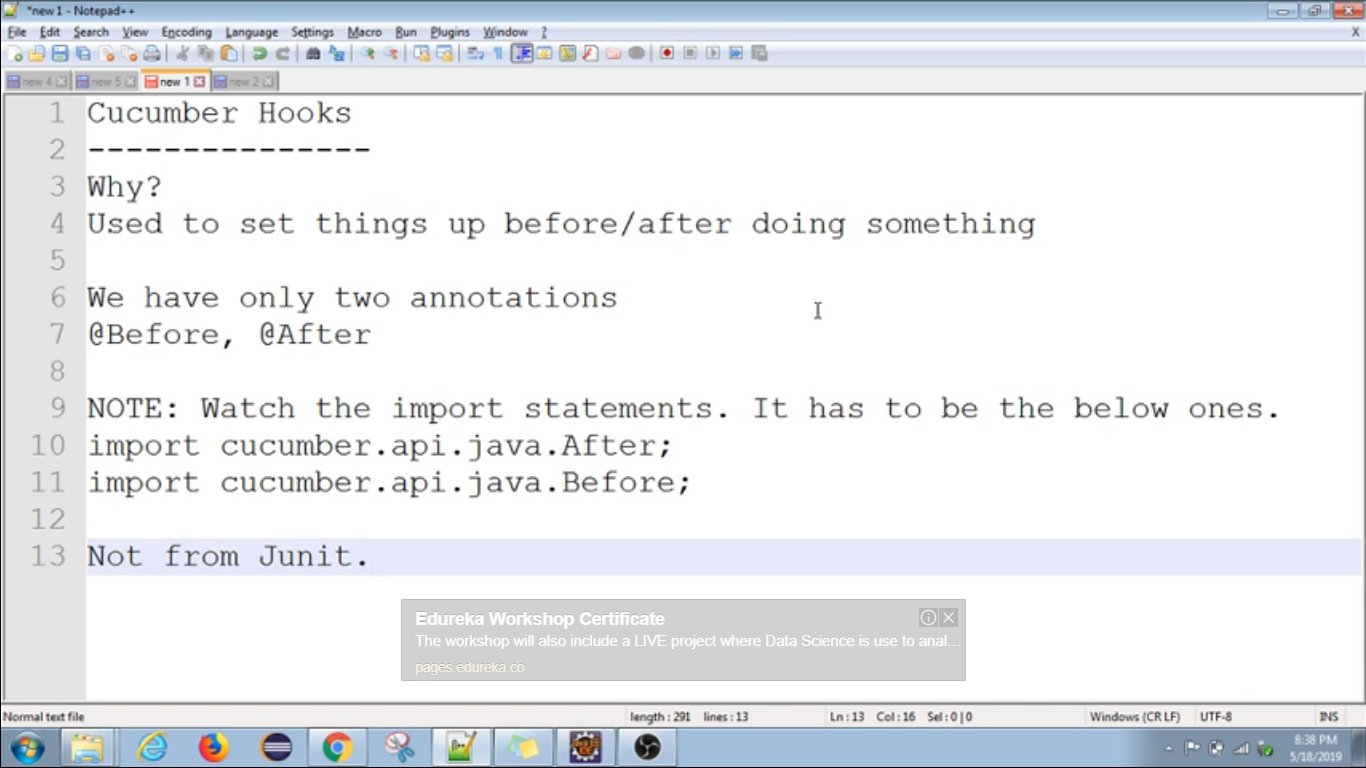 *new 1 - Notepad++
File Edit Search View Encoding Language Settings Macro Run Plugins Window ? X
new 4 new 5 new 1 new 2
1 Cucumber Hooks
2 ---------------
3 Why?
4 Used to set things up before/after doing something
5
6 We have only two annotations
7 @Before, @After
8
9 NOTE: Watch the import statements. It has to be the below ones.
10 import cucumber.api.java.After;
11 import cucumber.api.java.Before;
12
13 Not from Junit.
Edureka Workshop Certificate
The workshop will also include a LIVE project where Data Science is use to anal...
pages.edureka.co
Normal text file length : 291 lines : 13 Ln : 13 Col : 16 Sel : 0 | 0 Windows (CR LF) UTF-8 INS
8:38 PM
5/18/2019